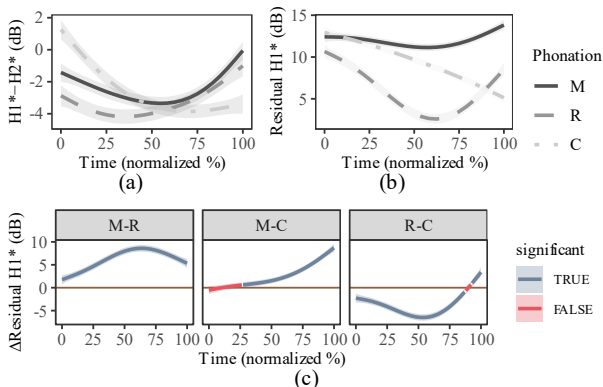 H1*−H2* (dB)
2
0
-2
-4
0 25 50 75 100
Time (normalized %)
(a)
Residual H1* (dB)
15
10
5
0 25 50 75 100
Time (normalized %)
(b)
Phonation
M
R
C
M-R M-C R-C
ΔResidual H1* (dB)
10
5
0
-5
0 25 50 75 100 0 25 50 75 100 0 25 50 75 100
Time (normalized %)
(c)
significant
TRUE
FALSE